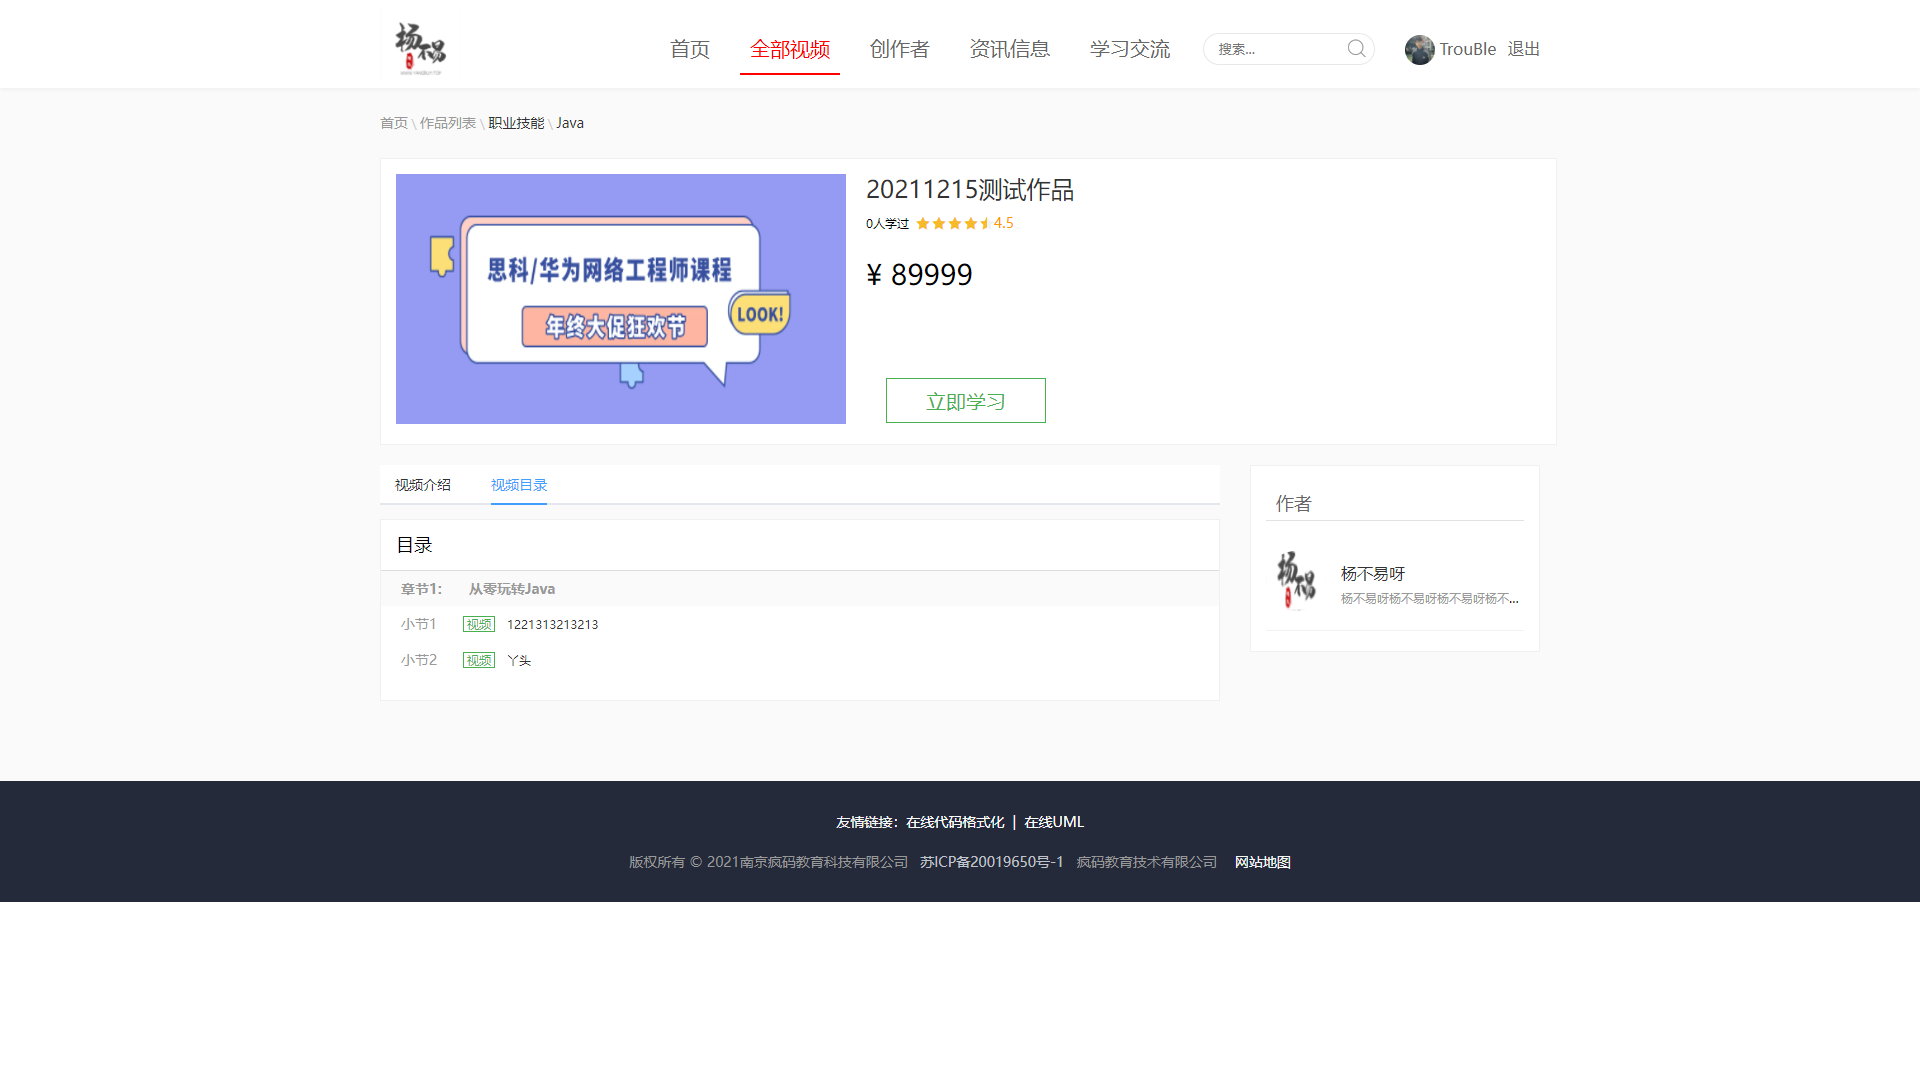 杨不易
首页 全部视频 创作者 资讯信息 学习交流 搜索... TrouBle 退出
首页 \ 作品列表 \ 职业技能 \ Java
思科/华为网络工程师课程
年终大促狂欢节
LOOK!
20211215测试作品
0人学过 4.5
¥ 89999
立即学习
视频介绍 视频目录
目录
章节1: 从零玩转Java
小节1 视频 1221313213213
小节2 视频 丫头
作者
杨不易
杨不易呀
杨不易呀杨不易呀杨不易呀杨不...
友情链接：在线代码格式化 | 在线UML
版权所有 © 2021南京疯码教育科技有限公司 苏ICP备20019650号-1 疯码教育技术有限公司 网站地图